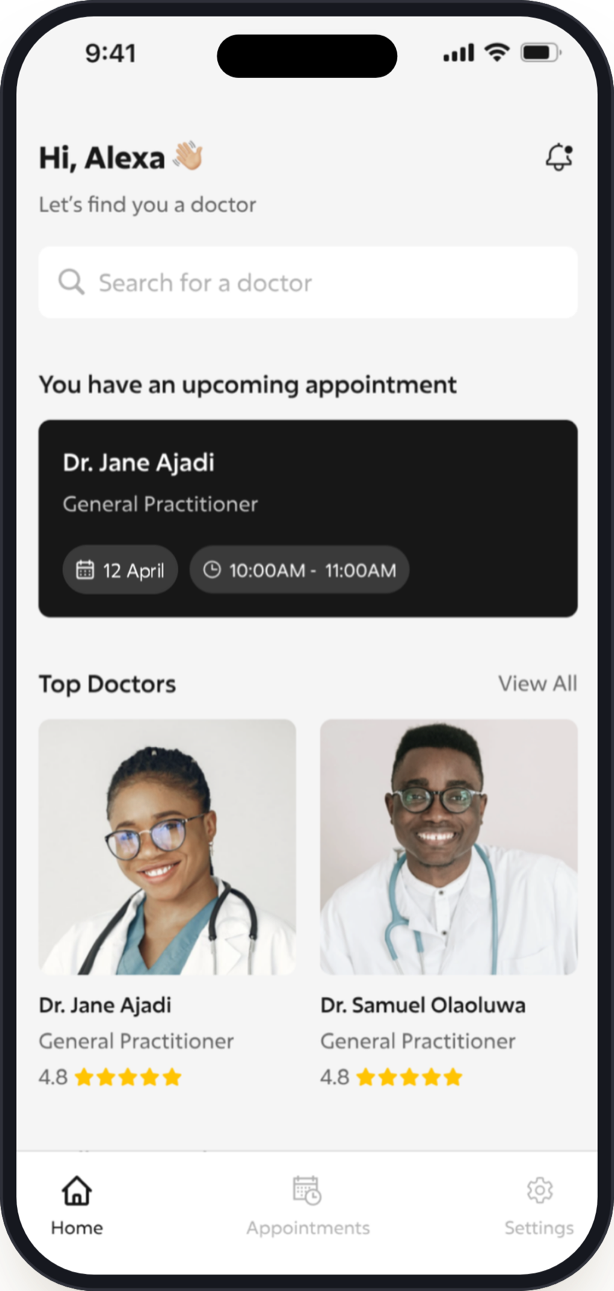 9:41
Hi, Alexa 👋🏼
Let's find you a doctor
Search for a doctor
You have an upcoming appointment
Dr. Jane Ajadi
General Practitioner
12 April
10:00AM - 11:00AM
Top Doctors
View All
Dr. Jane Ajadi
General Practitioner
4.8
Dr. Samuel Olaoluwa
General Practitioner
4.8
Home
Appointments
Settings